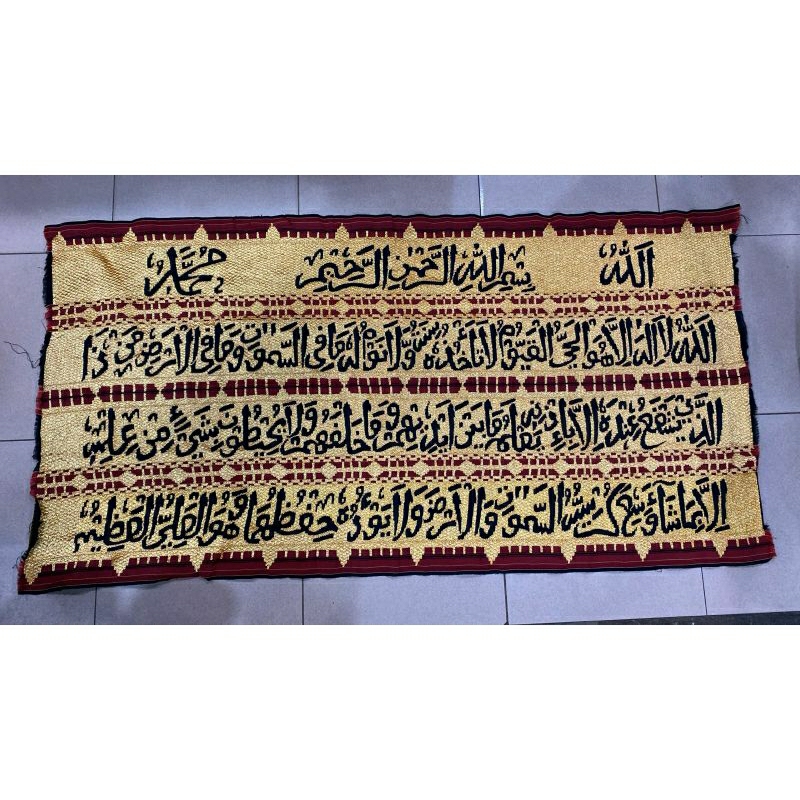 الله بسم الله الرحمن الرحيم محمد
الله لا اله الا هو الحي القيوم لا تأخذه سنة ولا نوم له ما في السموت وما في الارض من ذا
الذي يشفع عنده الا باذنه يعلم ما بين ايديهم وما خلفهم ولا يحيطون بشيء من علمه
الا بما شاء وسع كرسيه السموت والارض ولا يؤده حفظهما وهو العلي العظيم